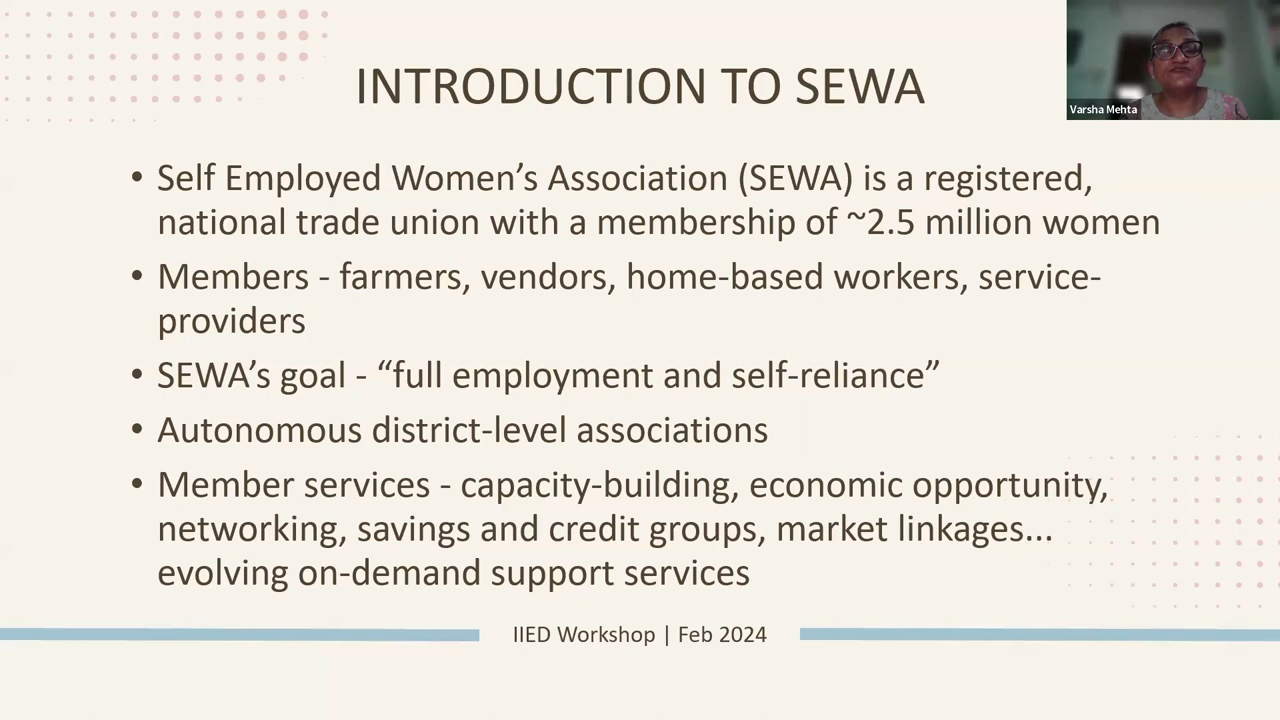 INTRODUCTION TO SEWA
Varsha Mehta
• Self Employed Women’s Association (SEWA) is a registered,
national trade union with a membership of ~2.5 million women
• Members - farmers, vendors, home-based workers, service-
providers
• SEWA’s goal - “full employment and self-reliance”
• Autonomous district-level associations
• Member services - capacity-building, economic opportunity,
networking, savings and credit groups, market linkages...
evolving on-demand support services
IIED Workshop | Feb 2024